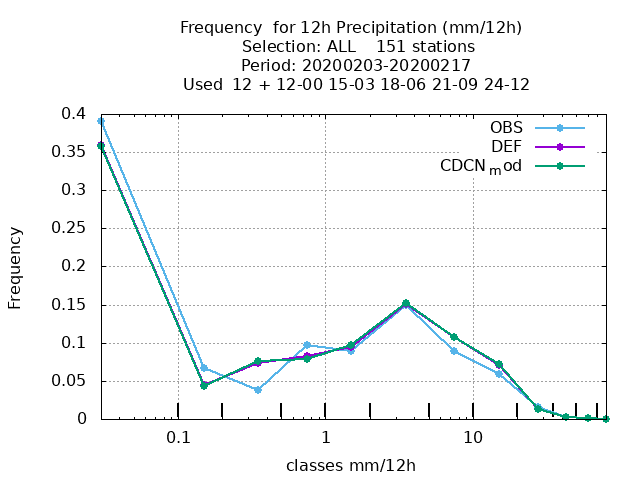 Frequency  for 12h Precipitation (mm/12h)
Selection: ALL    151 stations
Period: 20200203-20200217
Used  12 + 12-00 15-03 18-06 21-09 24-12
OBS
DEF
CDCNmod
0.4
0.35
0.3
0.25
0.2
0.15
0.1
0.05
0
Frequency
0.1 1 10
classes mm/12h